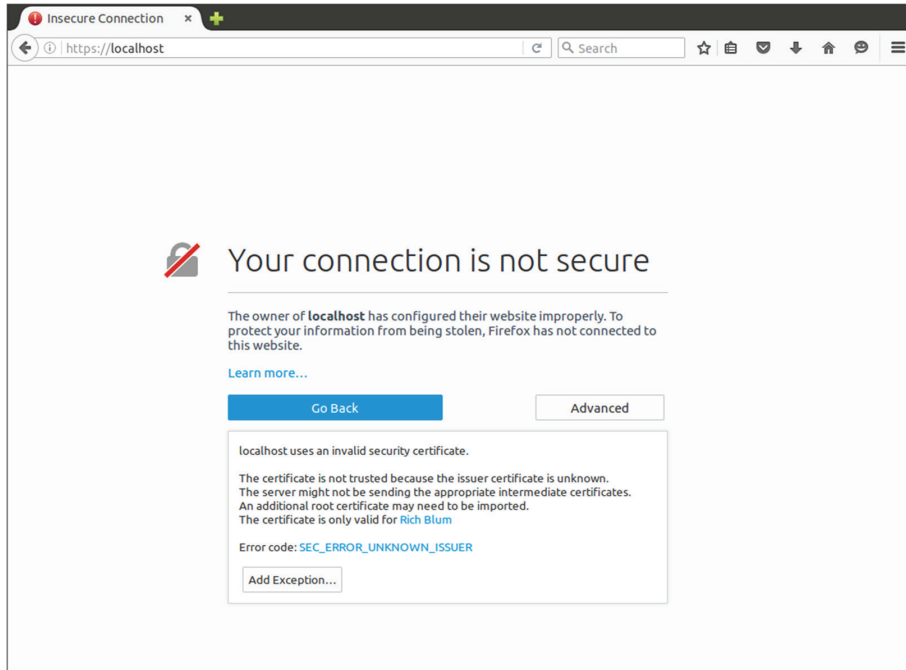 Insecure Connection
https://localhost
Search
Your connection is not secure
The owner of localhost has configured their website improperly. To
protect your information from being stolen, Firefox has not connected to
this website.
Learn more...
Go Back
Advanced
localhost uses an invalid security certificate.
The certificate is not trusted because the issuer certificate is unknown.
The server might not be sending the appropriate intermediate certificates.
An additional root certificate may need to be imported.
The certificate is only valid for Rich Blum
Error code: SEC_ERROR_UNKNOWN_ISSUER
Add Exception...